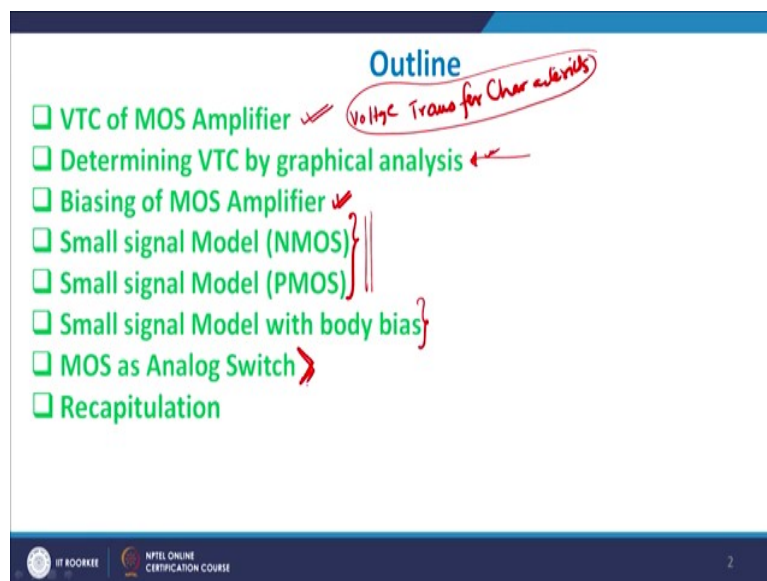 Outline
VTC of MOS Amplifier
Voltge Transfer Characteristics
Determining VTC by graphical analysis
Biasing of MOS Amplifier
Small signal Model (NMOS)
Small signal Model (PMOS)
Small signal Model with body bias
MOS as Analog Switch
Recapitulation
IIT ROORKEE
NPTEL ONLINE
CERTIFICATION COURSE
2